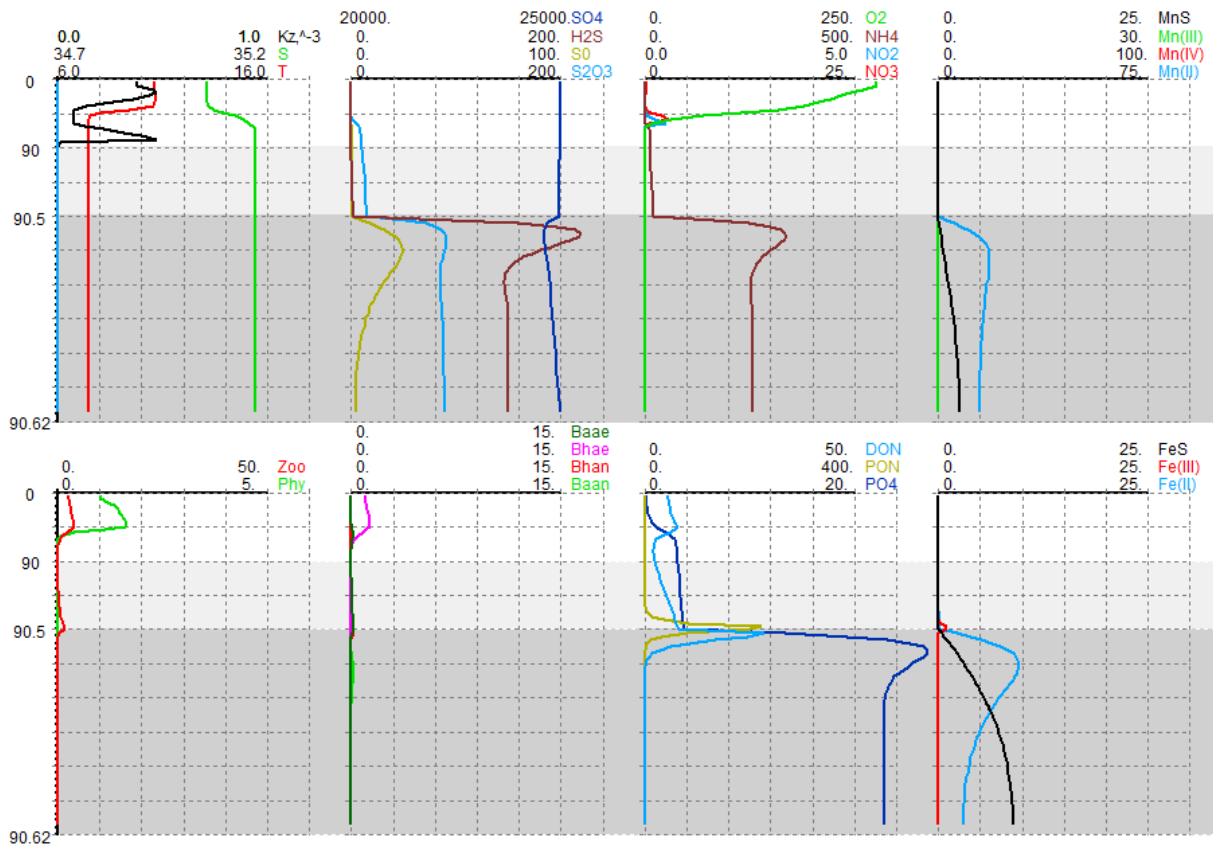 20000. 25000. SO4 0. 250. O2 0. 25. MnS
0.0 1.0 Kz,^-3 0. 200. H2S 0. 500. NH4 0. 30. Mn(III)
34.7 35.2 S 0. 100. S0 0.0 5.0 NO2 0. 100. Mn(IV)
6.0 16.0 T 0. 200. S2O3 0. 25. NO3 0. 75. Mn(II)
0
90
90.5
90.62
0. 15. Baae
0. 15. Bhae 0. 50. DON 0. 25. FeS
0. 50. Zoo 0. 15. Bhan 0. 400. PON 0. 25. Fe(III)
0. 5. Phy 0. 15. Baan 0. 20 PO4 0. 25. Fe(II)
0
90
90.5
90.62